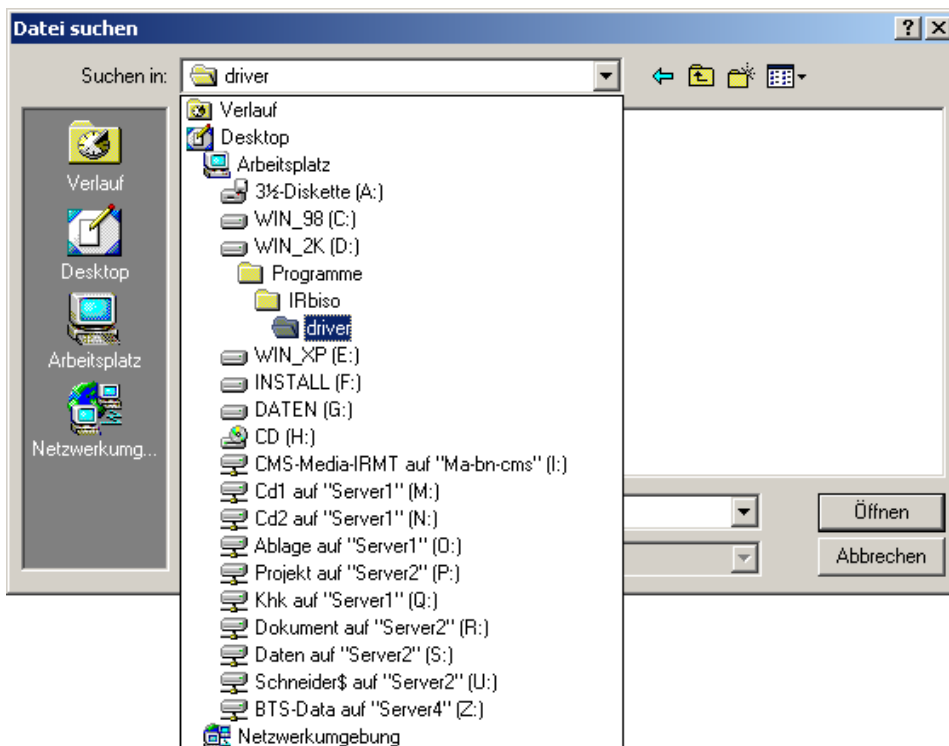 Datei suchen
Suchen in:
driver
Verlauf
Desktop
Arbeitsplatz
Netzwerkumg...
Verlauf
Desktop
Arbeitsplatz
3½-Diskette (A:)
WIN_98 (C:)
WIN_2K (D:)
Programme
IRbiso
driver
WIN_XP (E:)
INSTALL (F:)
DATEN (G:)
CD (H:)
CMS-Media-IRMT auf "Ma-bn-cms" (I:)
Cd1 auf "Server1" (M:)
Cd2 auf "Server1" (N:)
Ablage auf "Server1" (O:)
Projekt auf "Server2" (P:)
Khk auf "Server1" (Q:)
Dokument auf "Server2" (R:)
Daten auf "Server2" (S:)
Schneider$ auf "Server2" (U:)
BTS-Data auf "Server4" (Z:)
Netzwerkumgebung
Öffnen
Abbrechen